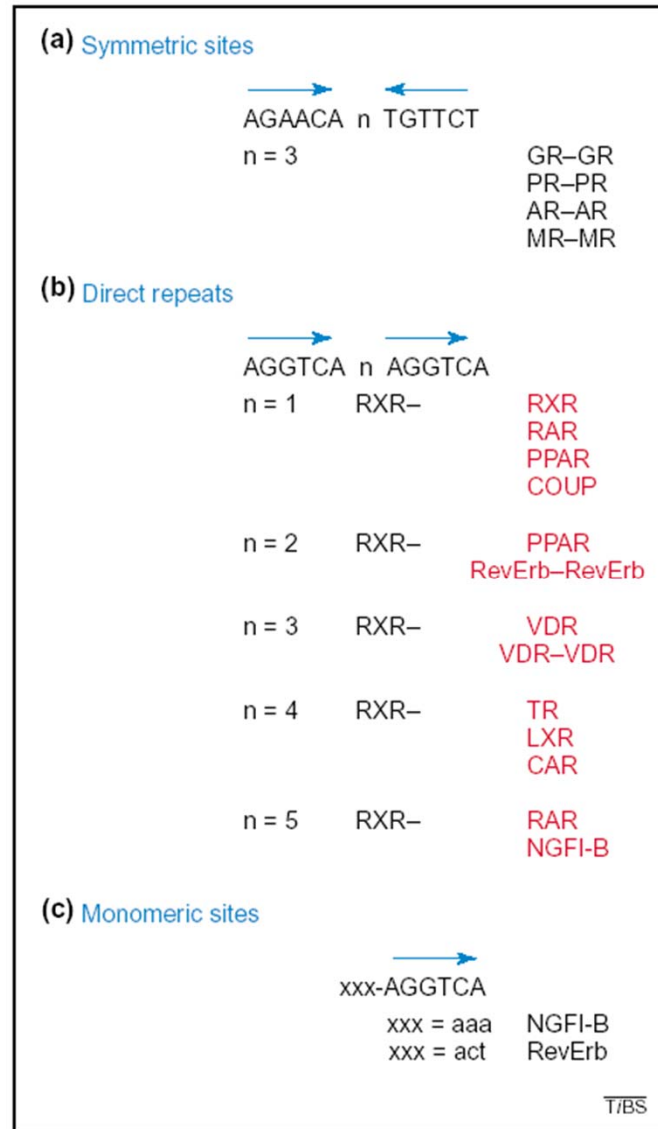 (a) Symmetric sites
AGAACA n TGTTCT
n = 3 GR–GR
PR–PR
AR–AR
MR–MR
(b) Direct repeats
AGGTCA n AGGTCA
n = 1 RXR– RXR
RAR
PPAR
COUP
n = 2 RXR– PPAR
RevErb–RevErb
n = 3 RXR– VDR
VDR–VDR
n = 4 RXR– TR
LXR
CAR
n = 5 RXR– RAR
NGFI-B
(c) Monomeric sites
xxx-AGGTCA
xxx = aaa NGFI-B
xxx = act RevErb
TiBS